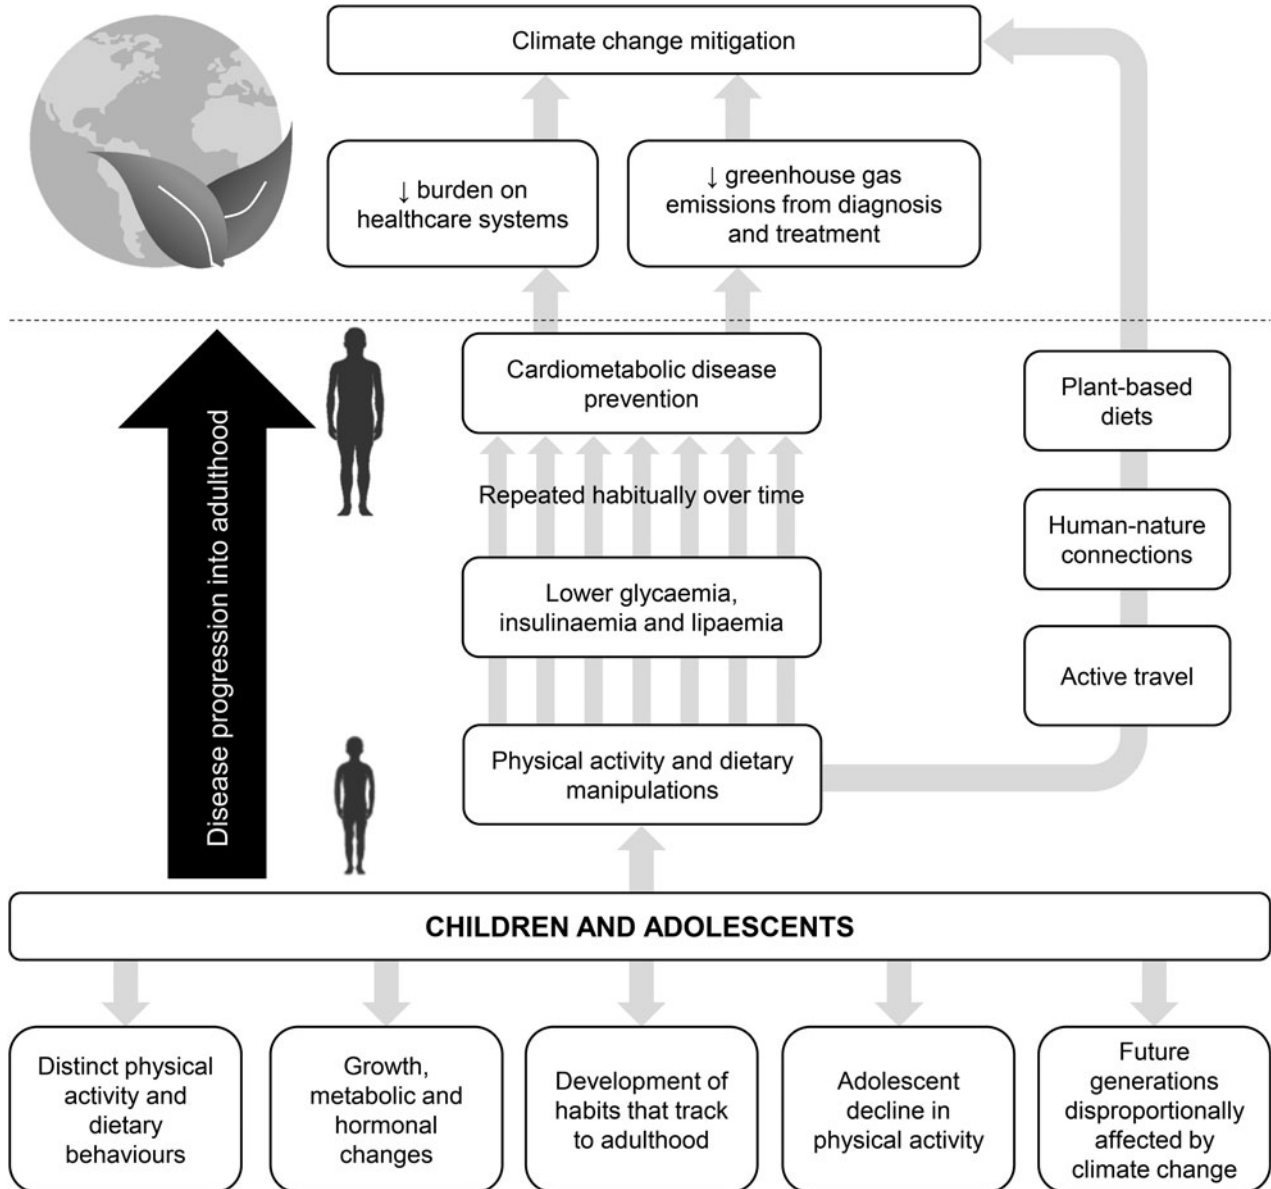 Climate change mitigation
↓ burden on
healthcare systems
↓ greenhouse gas
emissions from diagnosis
and treatment
Disease progression into adulthood
Cardiometabolic disease
prevention
Repeated habitually over time
Lower glycaemia,
insulinaemia and lipaemia
Physical activity and dietary
manipulations
Plant-based
diets
Human-nature
connections
Active travel
CHILDREN AND ADOLESCENTS
Distinct physical
activity and
dietary
behaviours
Growth,
metabolic and
hormonal
changes
Development of
habits that track
to adulthood
Adolescent
decline in
physical activity
Future
generations
disproportionally
affected by
climate change